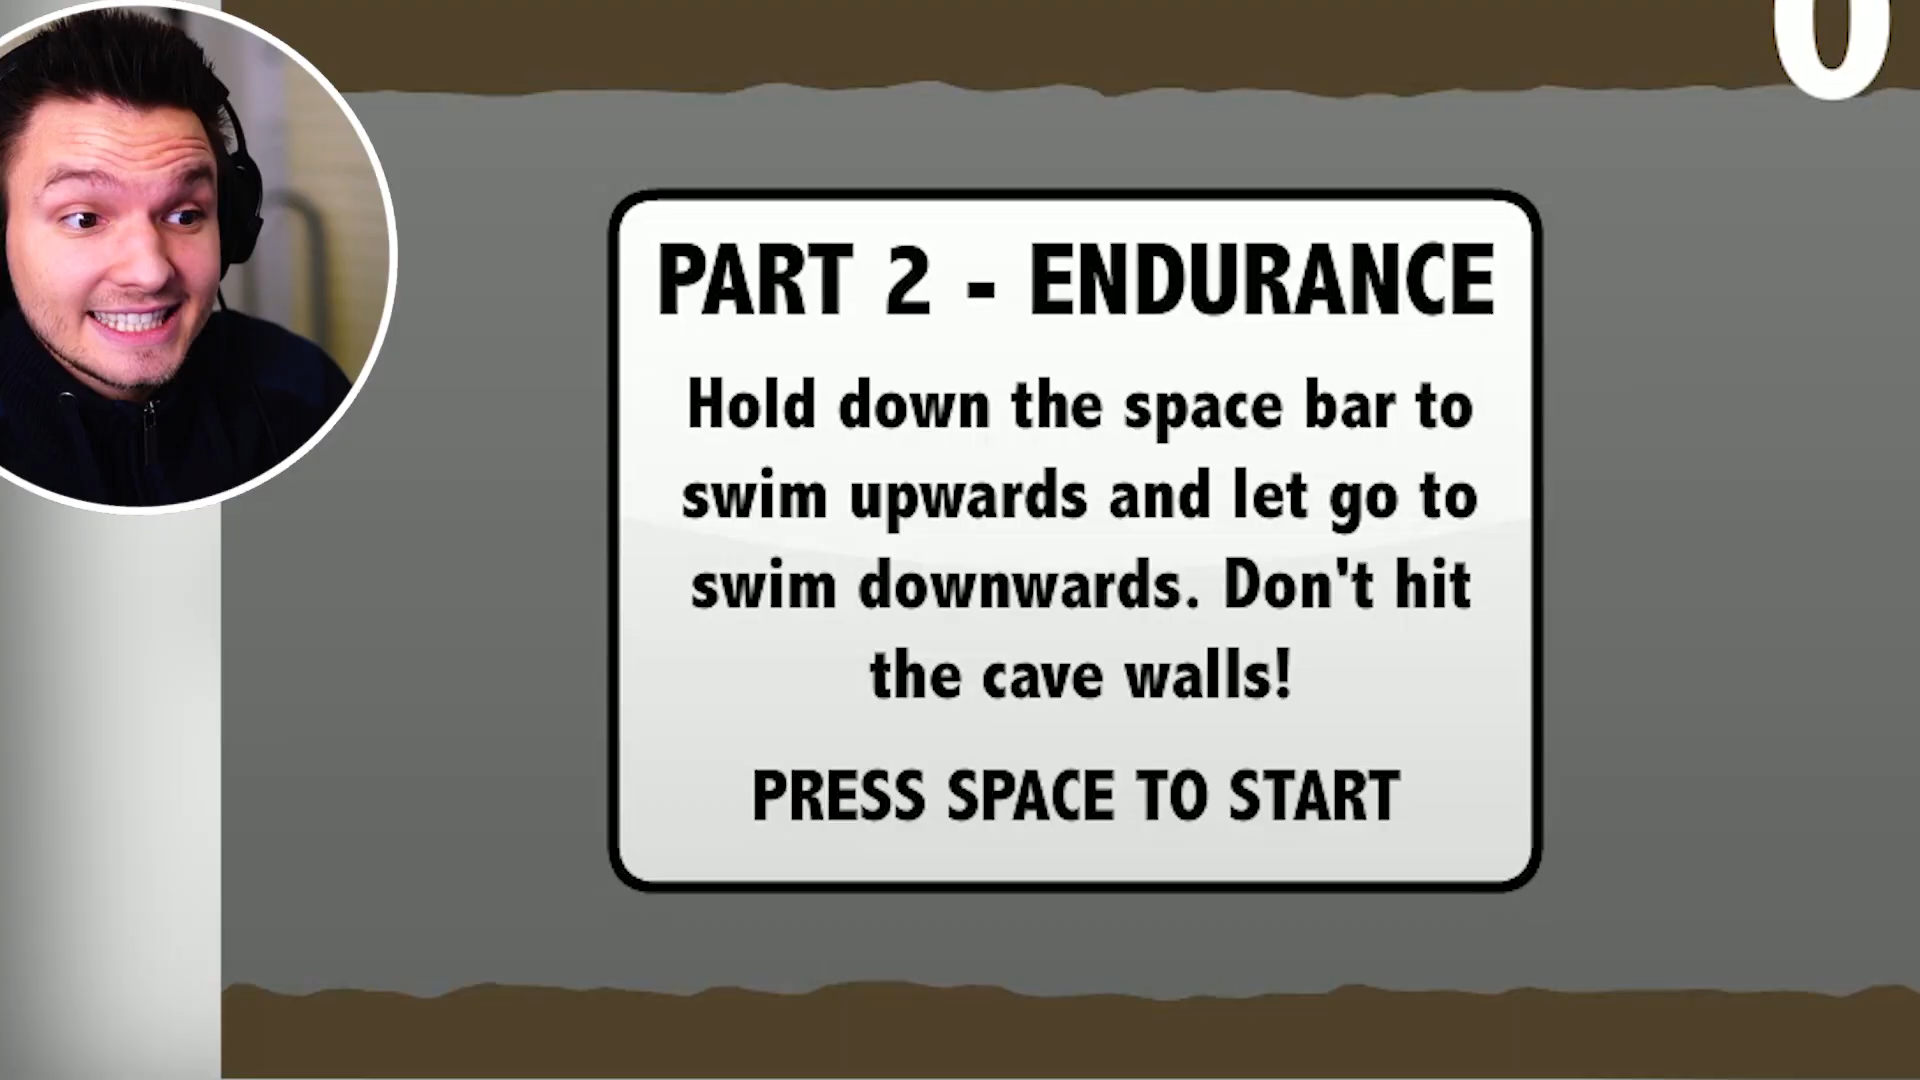 0
PART 2 - ENDURANCE
Hold down the space bar to
swim upwards and let go to
swim downwards. Don't hit
the cave walls!
PRESS SPACE TO START